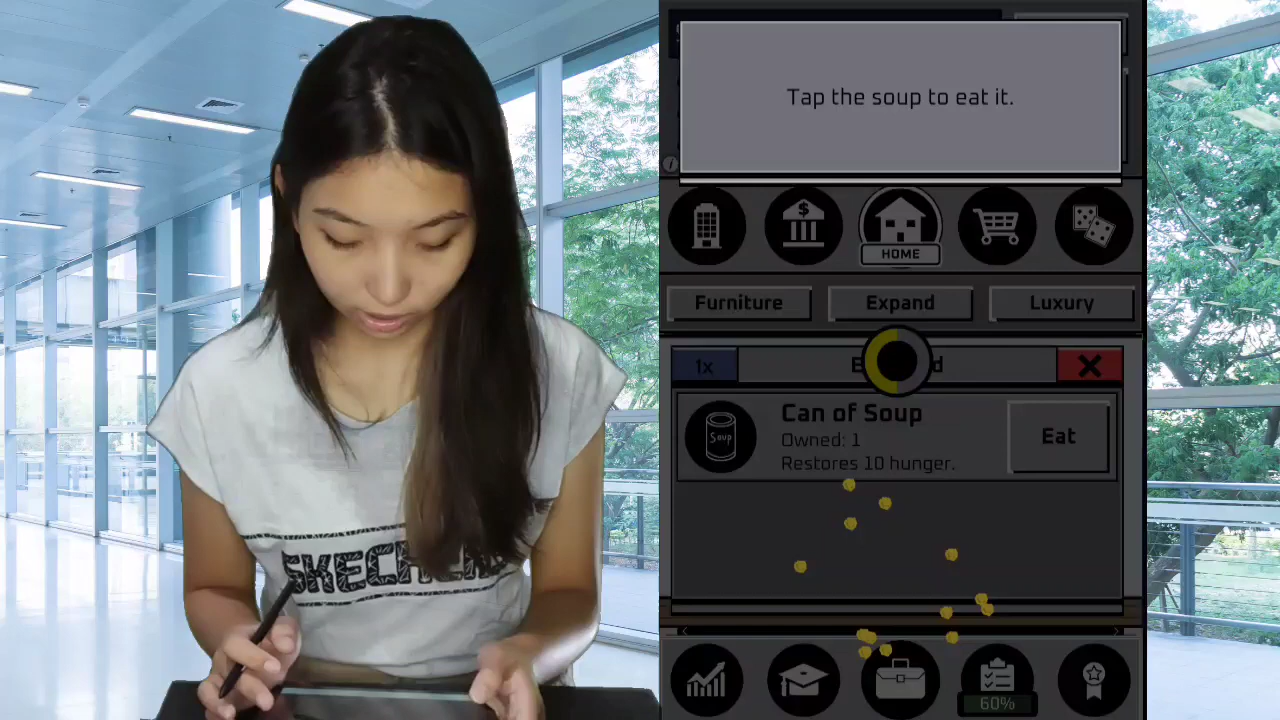 Tap the soup to eat it.
$
HOME
Furniture
Expand
Luxury
1x
Can of Soup
Owned: 1
Restores 10 hunger.
Soup
Eat
60%